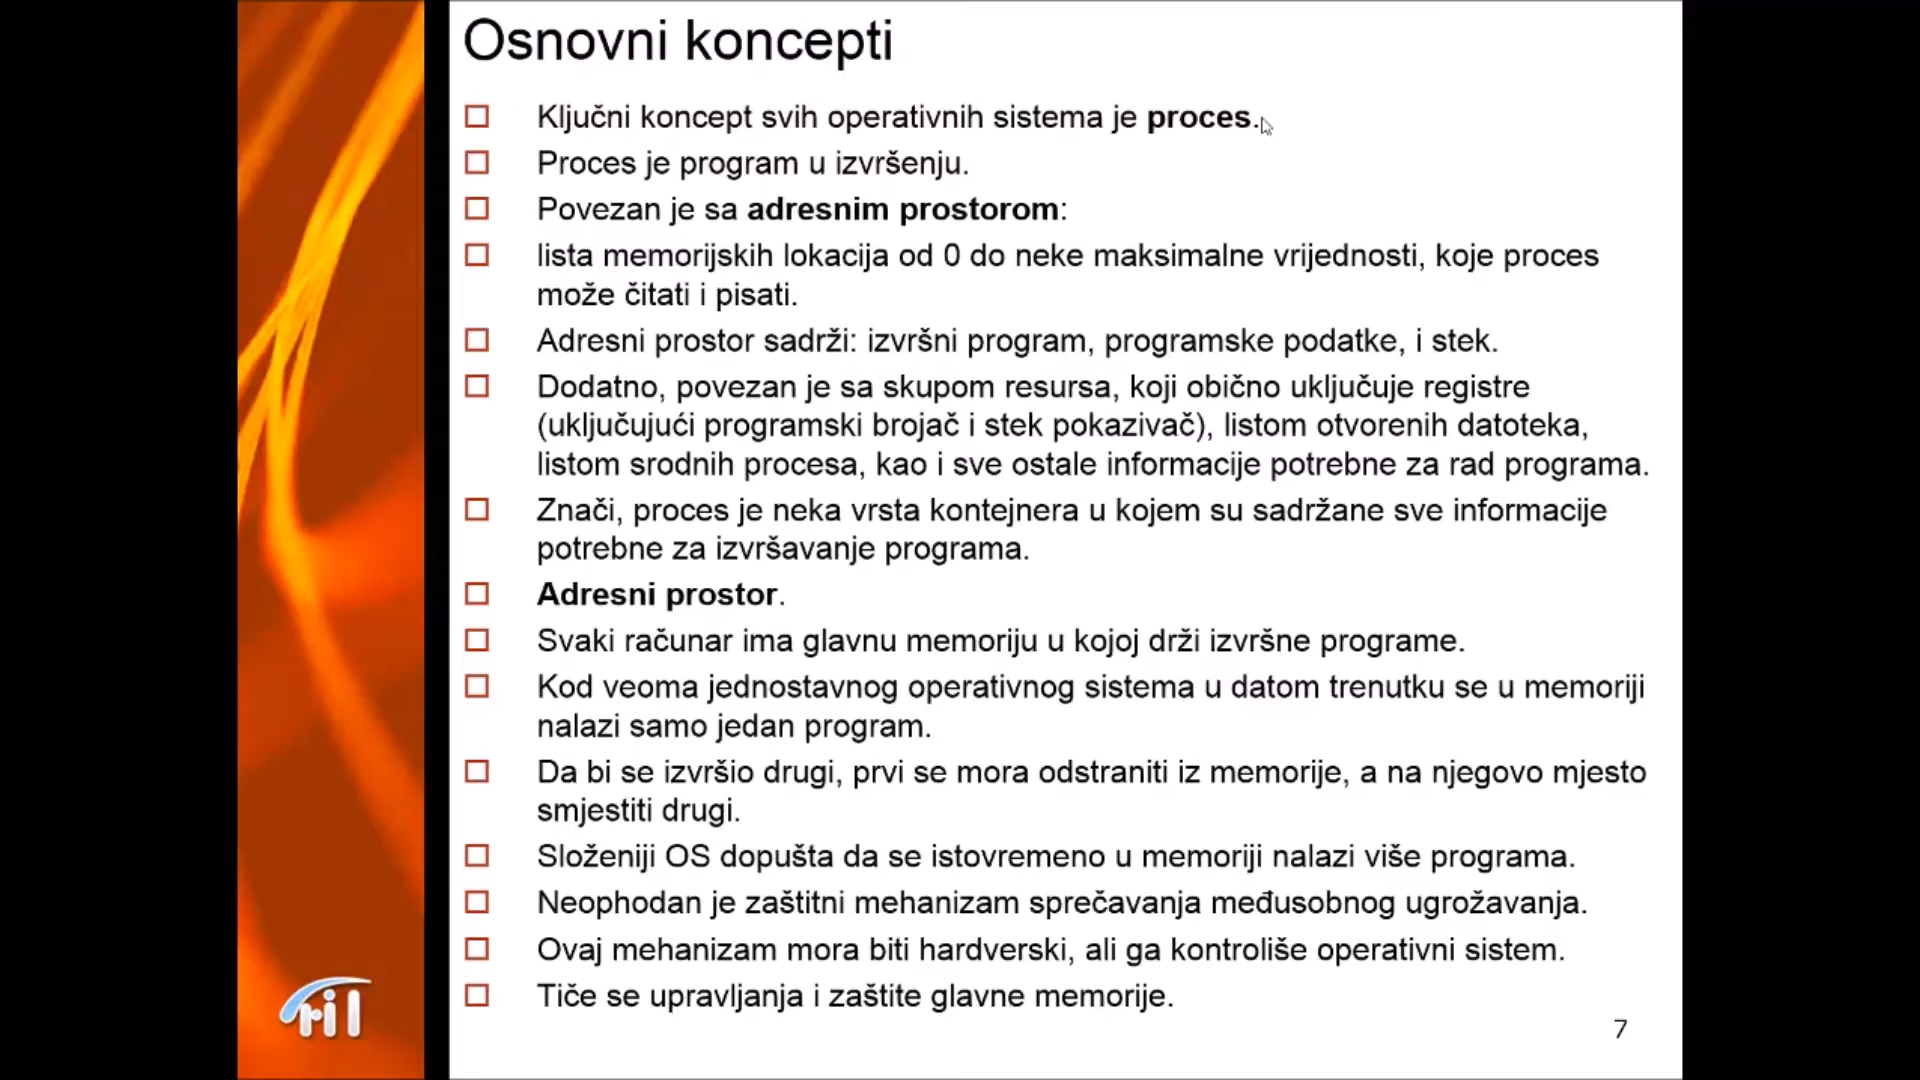 Osnovni koncepti
Ključni koncept svih operativnih sistema je proces.
Proces je program u izvršenju.
Povezan je sa adresnim prostorom:
lista memorijskih lokacija od 0 do neke maksimalne vrijednosti, koje proces
može čitati i pisati.
Adresni prostor sadrži: izvršni program, programske podatke, i stek.
Dodatno, povezan je sa skupom resursa, koji obično uključuje registre
(uključujući programski brojač i stek pokazivač), listom otvorenih datoteka,
listom srodnih procesa, kao i sve ostale informacije potrebne za rad programa.
Znači, proces je neka vrsta kontejnera u kojem su sadržane sve informacije
potrebne za izvršavanje programa.
Adresni prostor.
Svaki računar ima glavnu memoriju u kojoj drži izvršne programe.
Kod veoma jednostavnog operativnog sistema u datom trenutku se u memoriji
nalazi samo jedan program.
Da bi se izvršio drugi, prvi se mora odstraniti iz memorije, a na njegovo mjesto
smjestiti drugi.
Složeniji OS dopušta da se istovremeno u memoriji nalazi više programa.
Neophodan je zaštitni mehanizam sprečavanja međusobnog ugrožavanja.
Ovaj mehanizam mora biti hardverski, ali ga kontroliše operativni sistem.
Tiče se upravljanja i zaštite glavne memorije.
ril
7